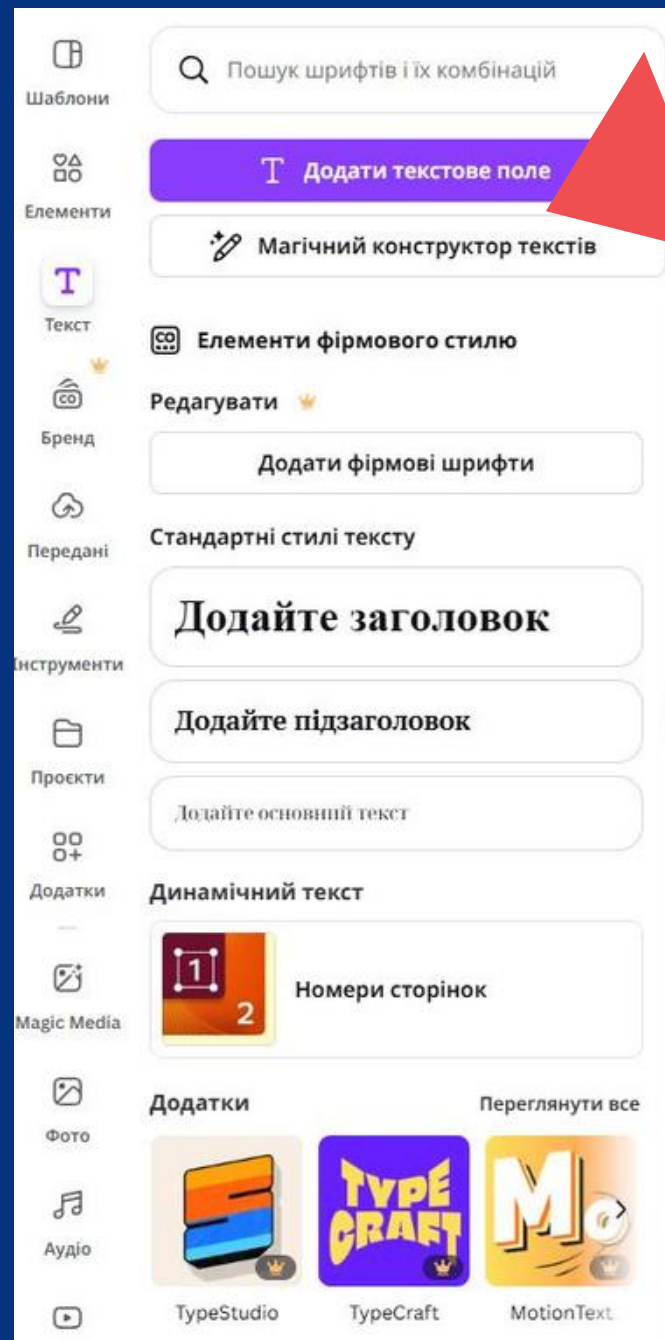 Шаблони
Елементи
Текст
Бренд
Передані
Інструменти
Проєкти
Додатки
Magic Media
Фото
Аудіо
Пошук шрифтів і їх комбінацій
Додати текстове поле
Магічний конструктор текстів
Елементи фірмового стилю
Редагувати
Додати фірмові шрифти
Стандартні стилі тексту
Додайте заголовок
Додайте підзаголовок
Додайте основний текст
Динамічний текст
1
2
Номери сторінок
Додатки Переглянути все
S
TYPE
CRAFT
Mo
TypeStudio TypeCraft MotionText